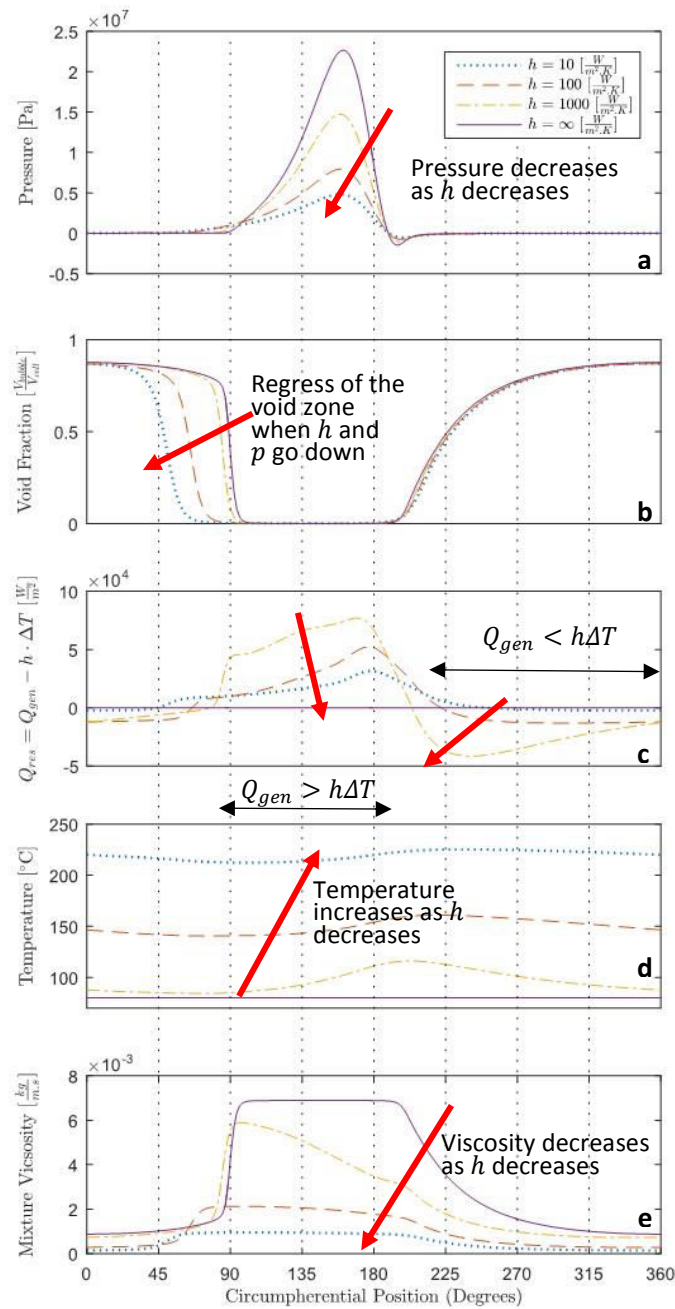 ×10⁷
2.5
2
1.5
1
0.5
0
-0.5
Pressure [Pa]
h = 10 [W/m².K]
h = 100 [W/m².K]
h = 1000 [W/m².K]
h = ∞ [W/m².K]
Pressure decreases
as h decreases
a
1
0.5
0
Void Fraction [V_bubble/V_cell]
Regress of the
void zone
when h and
p go down
b
×10⁴
10
5
0
-5
Q_res = Q_gen − h · ΔT [W/m²]
Q_gen < hΔT
c
Q_gen > hΔT
250
200
150
100
Temperature [°C]
Temperature
increases as h
decreases
d
×10⁻³
8
6
4
2
0
Mixture Vicsosity [kg/m.s]
Viscosity decreases
as h decreases
e
0 45 90 135 180 225 270 315 360
Circumpherential Position (Degrees)